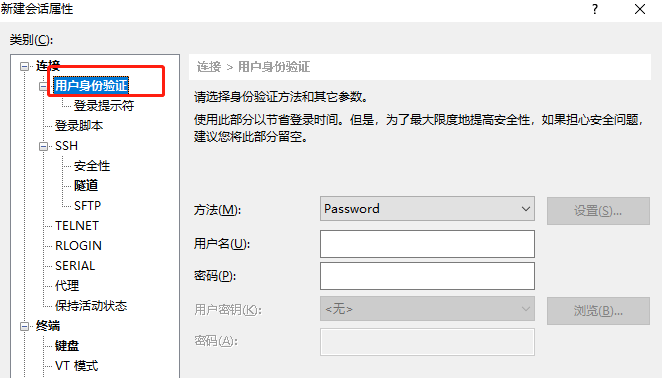 新建会话属性
?
类别(C):
连接
用户身份验证
登录提示符
登录脚本
SSH
安全性
隧道
SFTP
TELNET
RLOGIN
SERIAL
代理
保持活动状态
终端
键盘
VT 模式
连接 > 用户身份验证
请选择身份验证方法和其它参数。
使用此部分以节省登录时间。但是，为了最大限度地提高安全性，如果担心安全问题，
建议您将此部分留空。
方法(M):
Password
设置(S)...
用户名(U):
密码(P):
用户密钥(K):
<无>
浏览(B)...
密码(A):